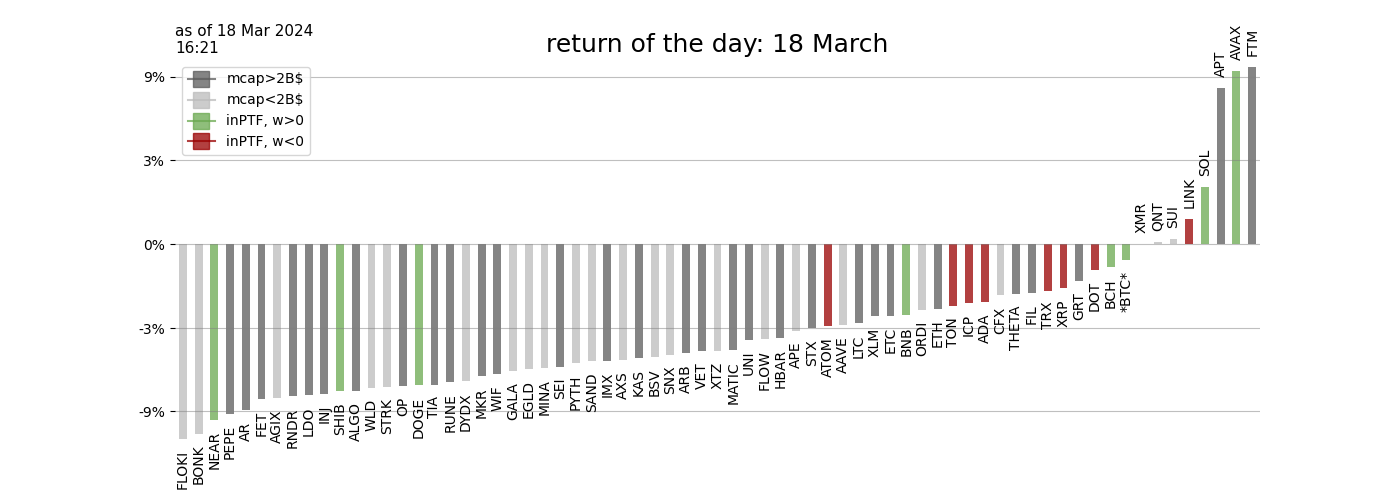 as of 18 Mar 2024
16:21
return of the day: 18 March
mcap>2B$
mcap<2B$
inPTF, w>0
inPTF, w<0
9%
3%
0%
-3%
-9%
FLOKI
BONK
NEAR
PEPE
AR
FET
AGIX
RNDR
LDO
INJ
SHIB
ALGO
WLD
STRK
OP
DOGE
TIA
RUNE
DYDX
MKR
WIF
GALA
EGLD
MINA
SEI
PYTH
SAND
IMX
AXS
KAS
BSV
SNX
ARB
VET
XTZ
MATIC
UNI
FLOW
HBAR
APE
STX
ATOM
AAVE
LTC
XLM
ETC
BNB
ORDI
ETH
TON
ICP
ADA
CFX
THETA
FIL
TRX
XRP
GRT
DOT
BCH
*BTC*
XMR
QNT
SUI
LINK
SOL
APT
AVAX
FTM